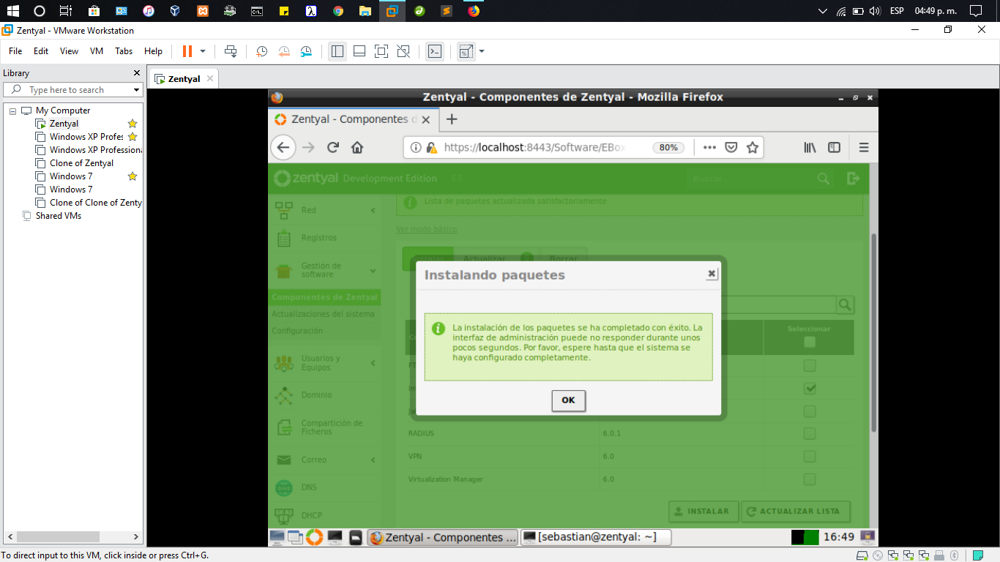 ESP 04:49 p. m.
Zentyal - VMware Workstation
File Edit View VM Tabs Help
Library
Zentyal
Type here to search
My Computer
Zentyal
Windows XP Profes
Windows XP Professiona
Clone of Zentyal
Windows 7
Windows 7
Clone of Clone of Zenty
Shared VMs
Zentyal - Componentes de Zentyal - Mozilla Firefox
Zentyal - Componentes d
https://localhost:8443/Software/EBox 80%
zentyal Development Edition 6.0 Buscar
Lista de paquetes actualizada satisfactoriamente
Ver modo básico
Actualizar 0 Borrar
Red
Registros
Gestión de
software
Componentes de Zentyal
Actualizaciones del sistema
Configuración
Usuarios y
Equipos
Dominio
Compartición de
Ficheros
Correo
DNS
DHCP
Instalando paquetes
La instalación de los paquetes se ha completado con éxito. La
interfaz de administración puede no responder durante unos
pocos segundos. Por favor, espere hasta que el sistema se
haya configurado completamente.
OK
Seleccionar
RADIUS 6.0.1
VPN 6.0
Virtualization Manager 6.0
INSTALAR ACTUALIZAR LISTA
Zentyal - Componentes ... [sebastian@zentyal: ~] 16:49
To direct input to this VM, click inside or press Ctrl+G.